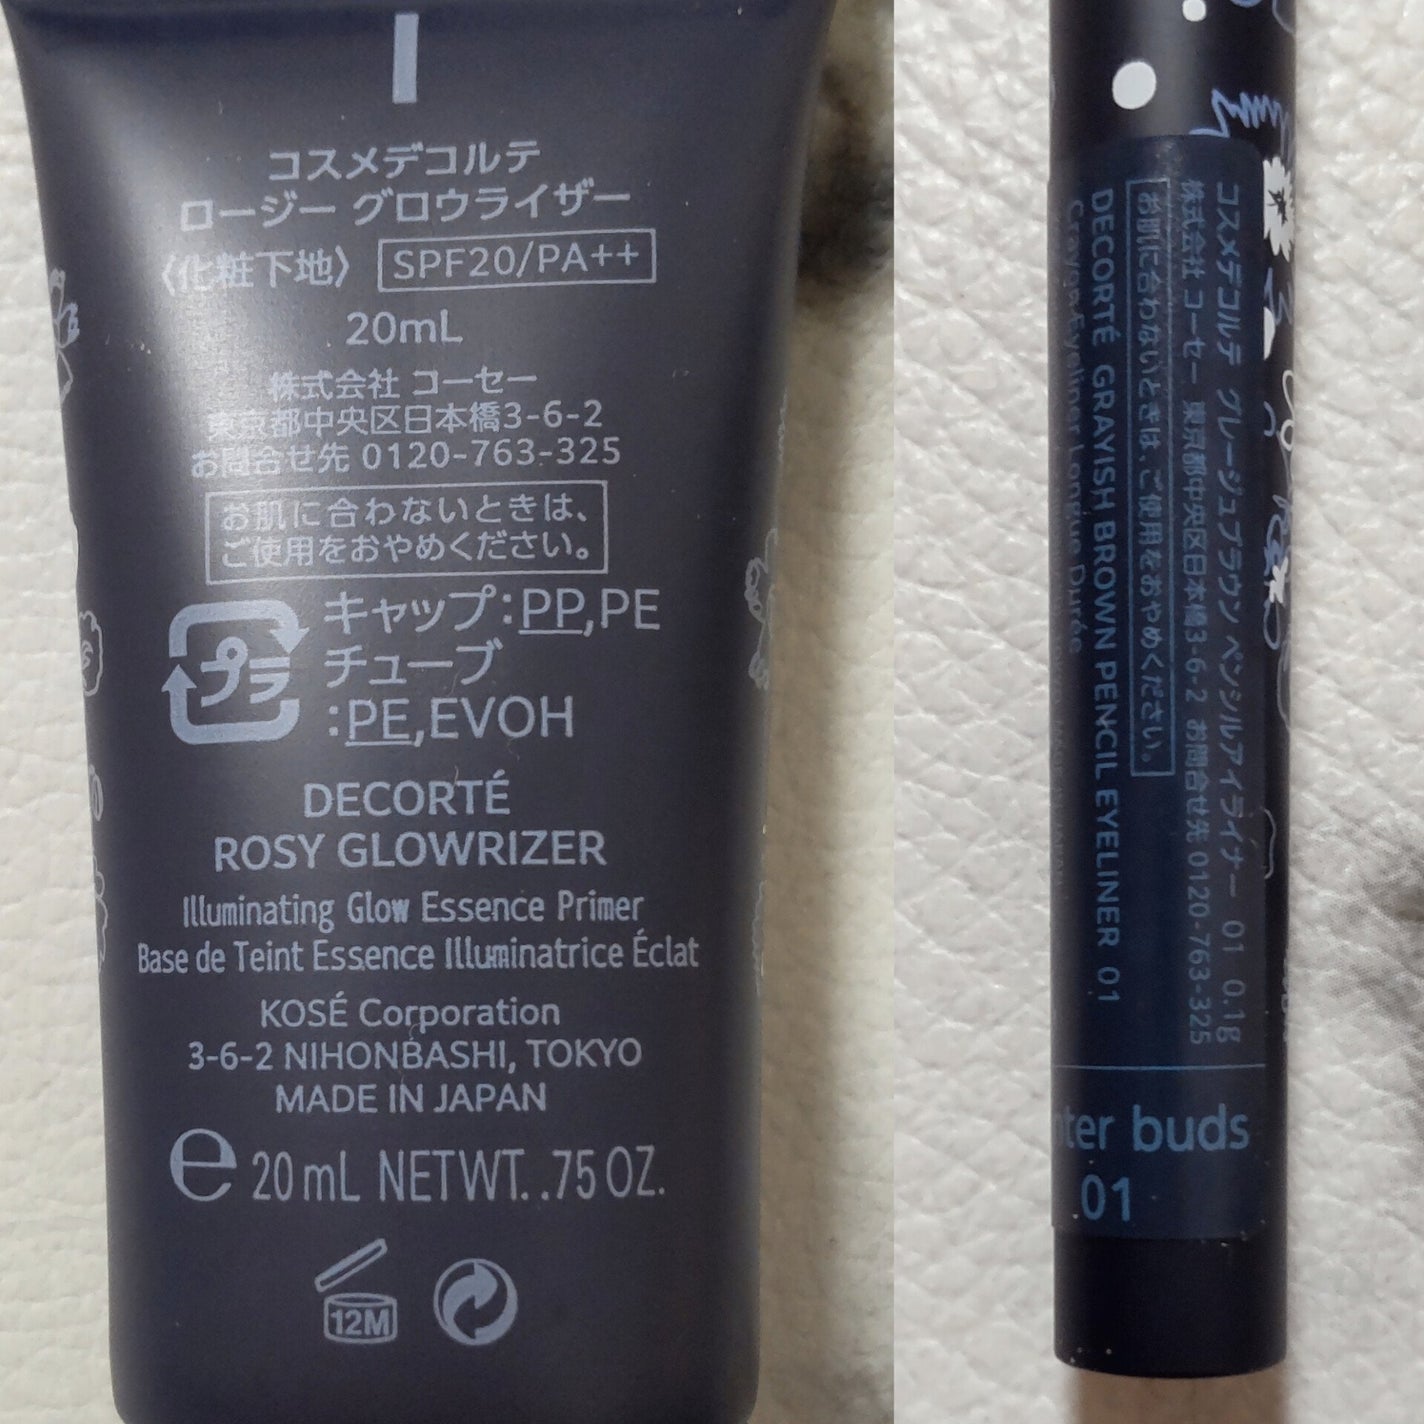 コスメデコルテ
ロージー グロウライザー
〈化粧下地〉 SPF20/PA++
20mL
株式会社 コーセー
東京都中央区日本橋3-6-2
お問合せ先 0120-763-325
お肌に合わないときは、
ご使用をおやめください。
プラ
キャップ:PP,PE
チューブ
:PE,EVOH
DECORTÉ
ROSY GLOWRIZER
Illuminating Glow Essence Primer
Base de Teint Essence Illuminatrice Éclat
KOSÉ Corporation
3-6-2 NIHONBASHI, TOKYO
MADE IN JAPAN
e 20mL NETWT. .75 OZ.
12M
コスメデコルテ グレージュブラウン ペンシルアイライナー 01 0.1g
株式会社 コーセー 東京都中央区日本橋3-6-2 お問合せ先 0120-763-325
お肌に合わないときは、ご使用をおやめください。
DECORTÉ GRAYISH BROWN PENCIL EYELINER 01
Crayon Eyeliner Longue Durée
buds
01